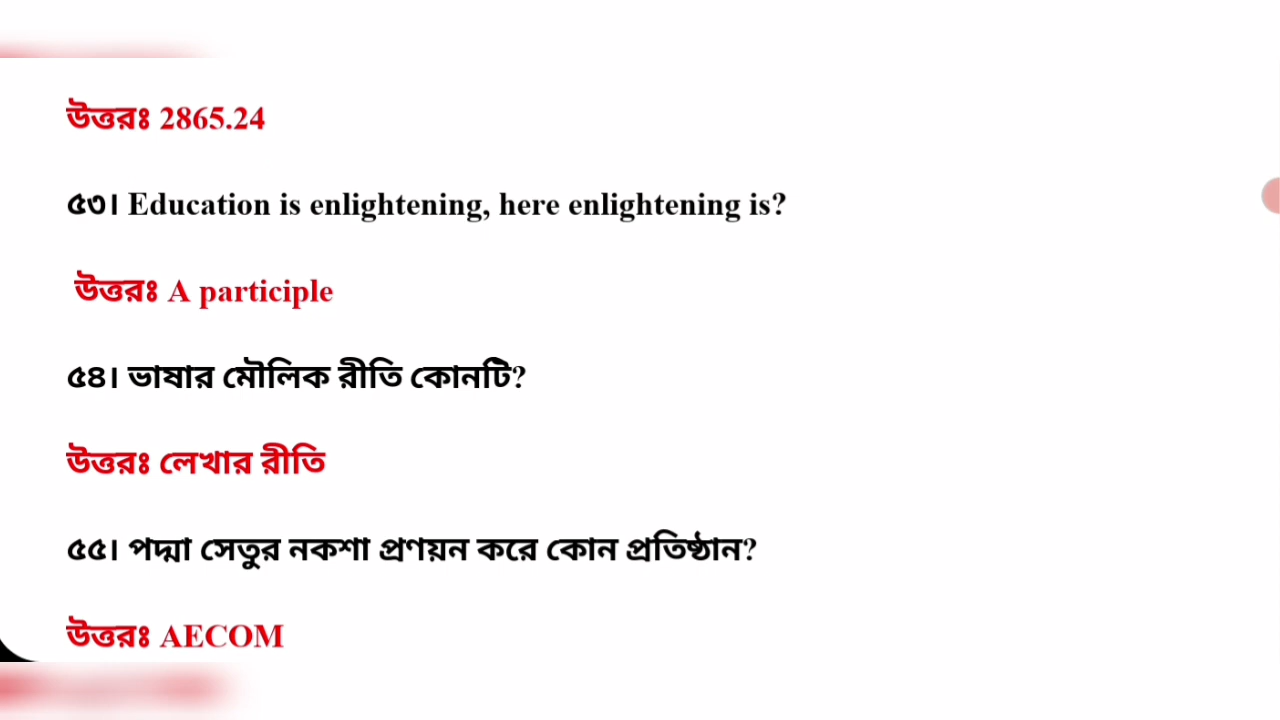 উত্তরঃ 2865.24
৫৩। Education is enlightening, here enlightening is?
উত্তরঃ A participle
৫৪। ভাষার মৌলিক রীতি কোনটি?
উত্তরঃ লেখার রীতি
৫৫। পদ্মা সেতুর নকশা প্রণয়ন করে কোন প্রতিষ্ঠান?
উত্তরঃ AECOM